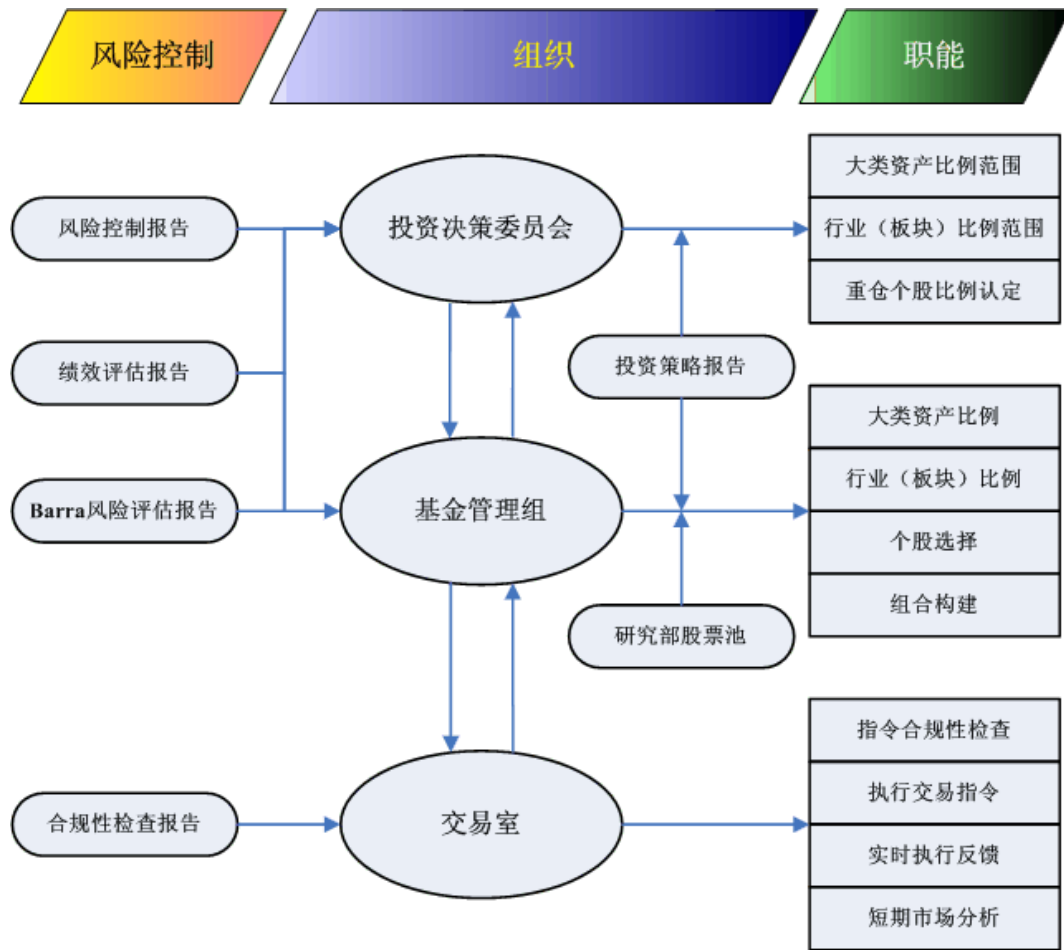 风险控制
组织
职能
风险控制报告
绩效评估报告
Barra风险评估报告
合规性检查报告
投资决策委员会
基金管理组
交易室
投资策略报告
研究部股票池
大类资产比例范围
行业（板块）比例范围
重仓个股比例认定
大类资产比例
行业（板块）比例
个股选择
组合构建
指令合规性检查
执行交易指令
实时执行反馈
短期市场分析